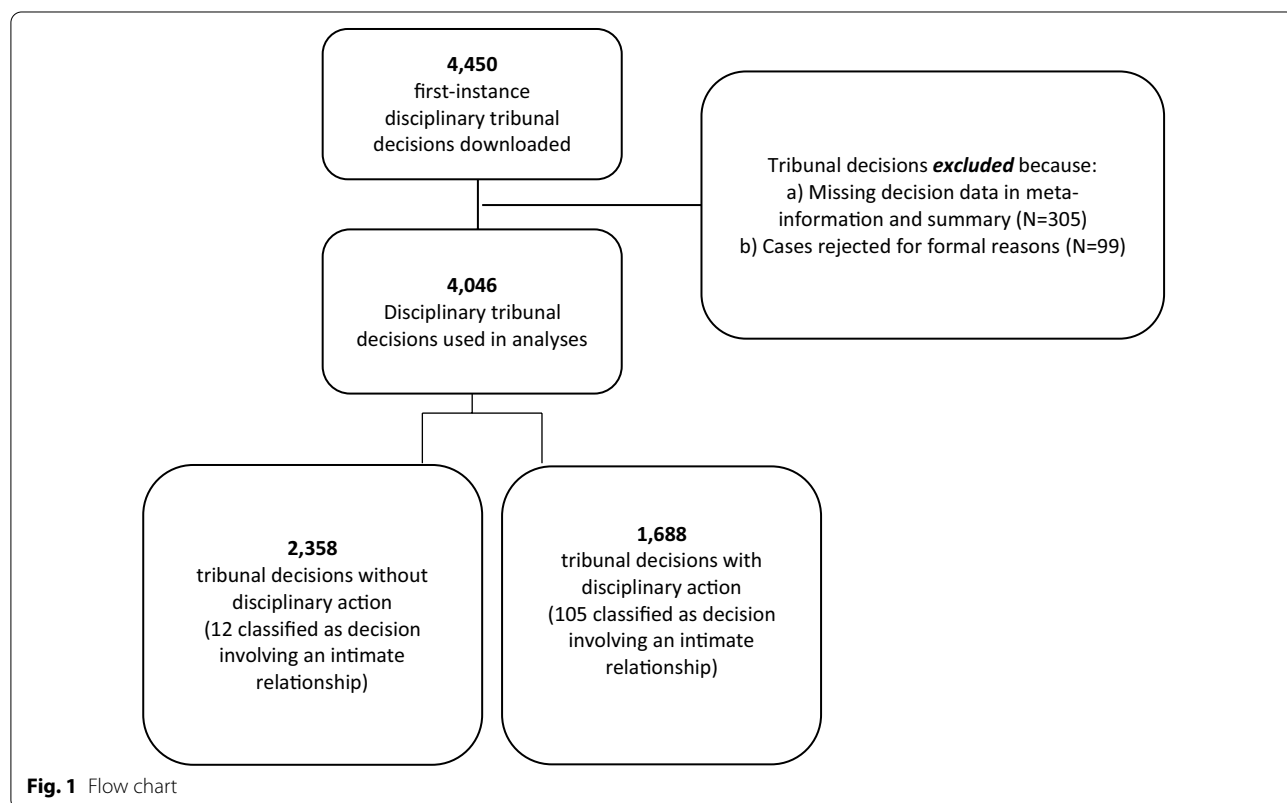 4,450
first-instance
disciplinary tribunal
decisions downloaded
Tribunal decisions excluded because:
a) Missing decision data in meta-
information and summary (N=305)
b) Cases rejected for formal reasons (N=99)
4,046
Disciplinary tribunal
decisions used in analyses
2,358
tribunal decisions without
disciplinary action
(12 classified as decision
involving an intimate
relationship)
1,688
tribunal decisions with
disciplinary action
(105 classified as decision
involving an intimate
relationship)
Fig. 1 Flow chart